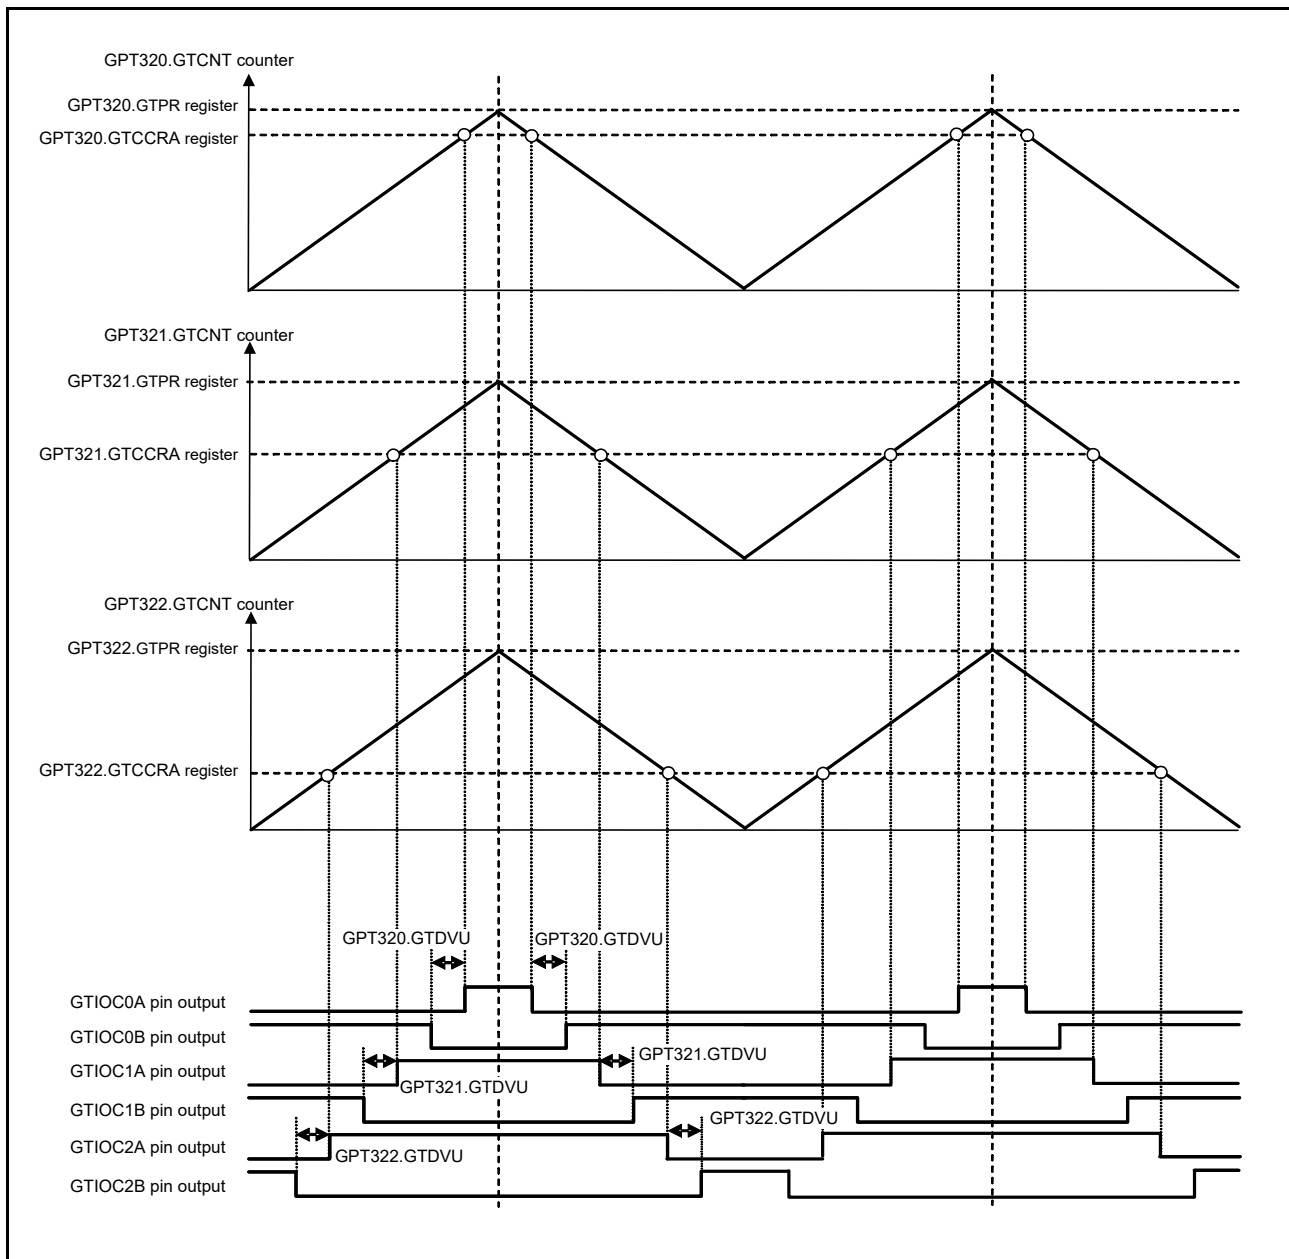 GPT320.GTCNT counter
GPT320.GTPR register
GPT320.GTCCRA register
GPT321.GTCNT counter
GPT321.GTPR register
GPT321.GTCCRA register
GPT322.GTCNT counter
GPT322.GTPR register
GPT322.GTCCRA register
GPT320.GTDVU
GPT320.GTDVU
GTIOC0A pin output
GTIOC0B pin output
GPT321.GTDVU
GTIOC1A pin output
GPT321.GTDVU
GTIOC1B pin output
GPT322.GTDVU
GTIOC2A pin output
GPT322.GTDVU
GTIOC2B pin output